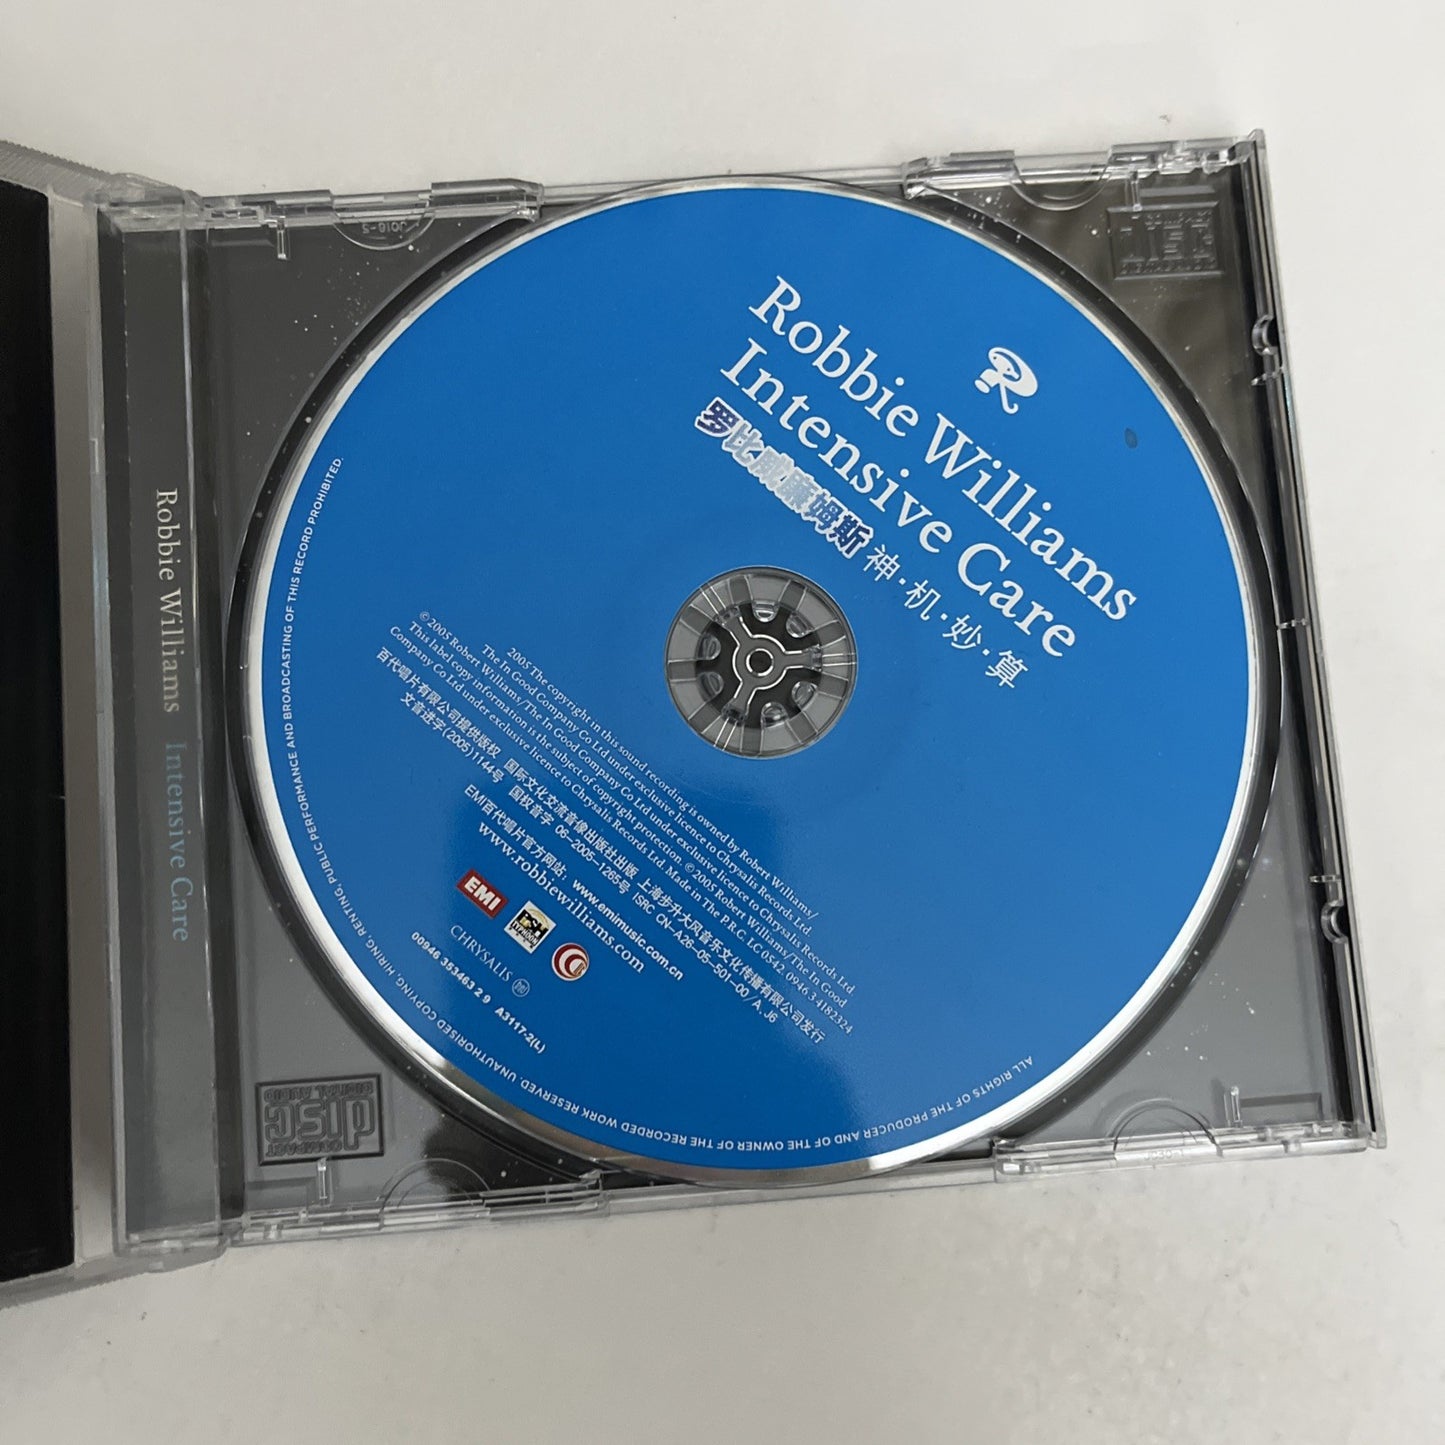 Robbie Williams
Intensive Care
罗比威廉姆斯 神·机·妙·算
2005 The copyright in this sound recording is owned by Robert Williams/
The In Good Company Co Ltd under exclusive licence to Chrysalis Records Ltd.
©2005 Robert Williams/The In Good Company Co Ltd under exclusive licence to Chrysalis Records Ltd.
This label copy information is the subject of copyright protection. ©2005 Robert Williams/The In Good
Company Co Ltd under exclusive licence to Chrysalis Records Ltd. Made in The P.R.C. LC 0542. 0946 3 4182324
百代唱片有限公司提供版权 国际文化交流音像出版社出版 上海步升大风音乐文化传播有限公司发行
文音进字(2005)1144号 国权音字 06-2005-1265号 ISRC CN-A26-05-501-00/A.J6
EMI百代唱片官方网站: www.emimusic.com.cn
www.robbiewilliams.com
EMI
TYPHOON
CHRYSALIS
00946 353463 2 9 A3117-2(L)
ALL RIGHTS OF THE PRODUCER AND OF THE OWNER OF THE RECORDED WORK RESERVED. UNAUTHORISED COPYING, HIRING, RENTING, PUBLIC PERFORMANCE AND BROADCASTING OF THIS RECORD PROHIBITED.
Robbie Williams Intensive Care
COMPACT
disc
DIGITAL AUDIO
JQ16-5
COMPACT
DISC